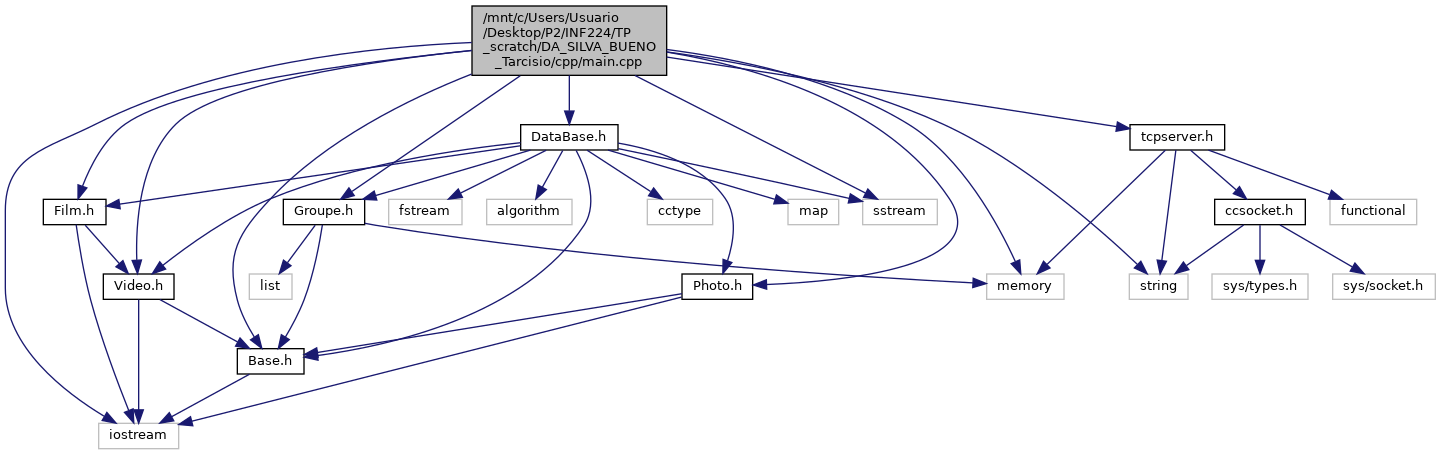 /mnt/c/Users/Usuario
/Desktop/P2/INF224/TP
_scratch/DA_SILVA_BUENO
_Tarcisio/cpp/main.cpp
DataBase.h
tcpserver.h
Film.h
Groupe.h
fstream
algorithm
cctype
map
sstream
ccsocket.h
functional
Video.h
list
Photo.h
memory
string
sys/types.h
sys/socket.h
Base.h
iostream